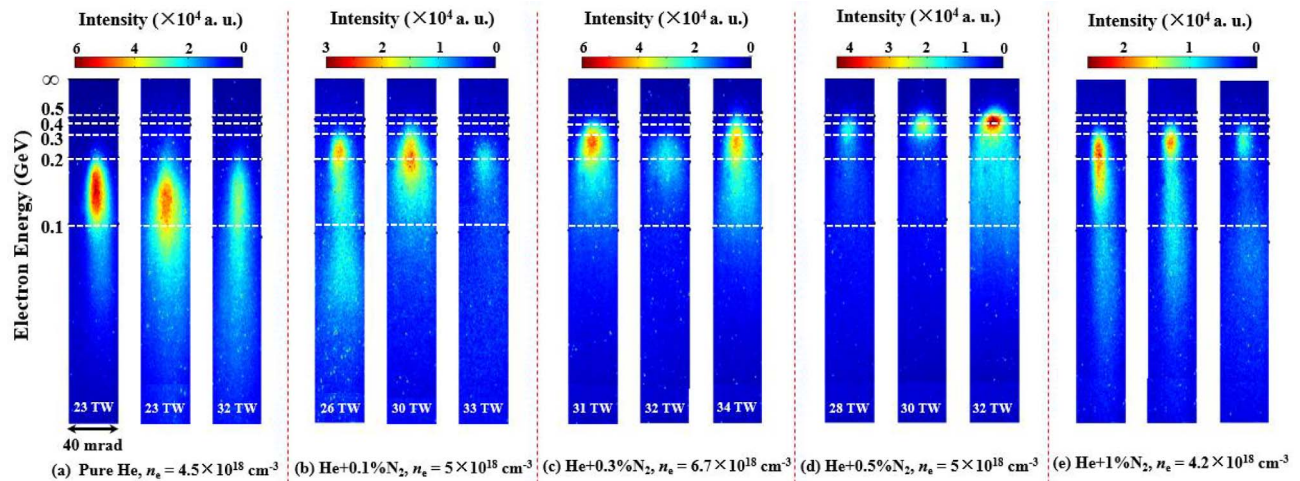 Intensity (×10⁴ a. u.)
6 4 2 0
Intensity (×10⁴ a. u.)
3 2 1 0
Intensity (×10⁴ a. u.)
6 4 2 0
Intensity (×10⁴ a. u.)
4 3 2 1 0
Intensity (×10⁴ a. u.)
2 1 0
Electron Energy (GeV)
∞
0.5
0.4
0.3
0.2
0.1
23 TW
23 TW
32 TW
26 TW
30 TW
33 TW
31 TW
32 TW
34 TW
28 TW
30 TW
32 TW
40 mrad
(a) Pure He, nₑ = 4.5×10¹⁸ cm⁻³
(b) He+0.1%N₂, nₑ = 5×10¹⁸ cm⁻³
(c) He+0.3%N₂, nₑ = 6.7×10¹⁸ cm⁻³
(d) He+0.5%N₂, nₑ = 5×10¹⁸ cm⁻³
(e) He+1%N₂, nₑ = 4.2×10¹⁸ cm⁻³